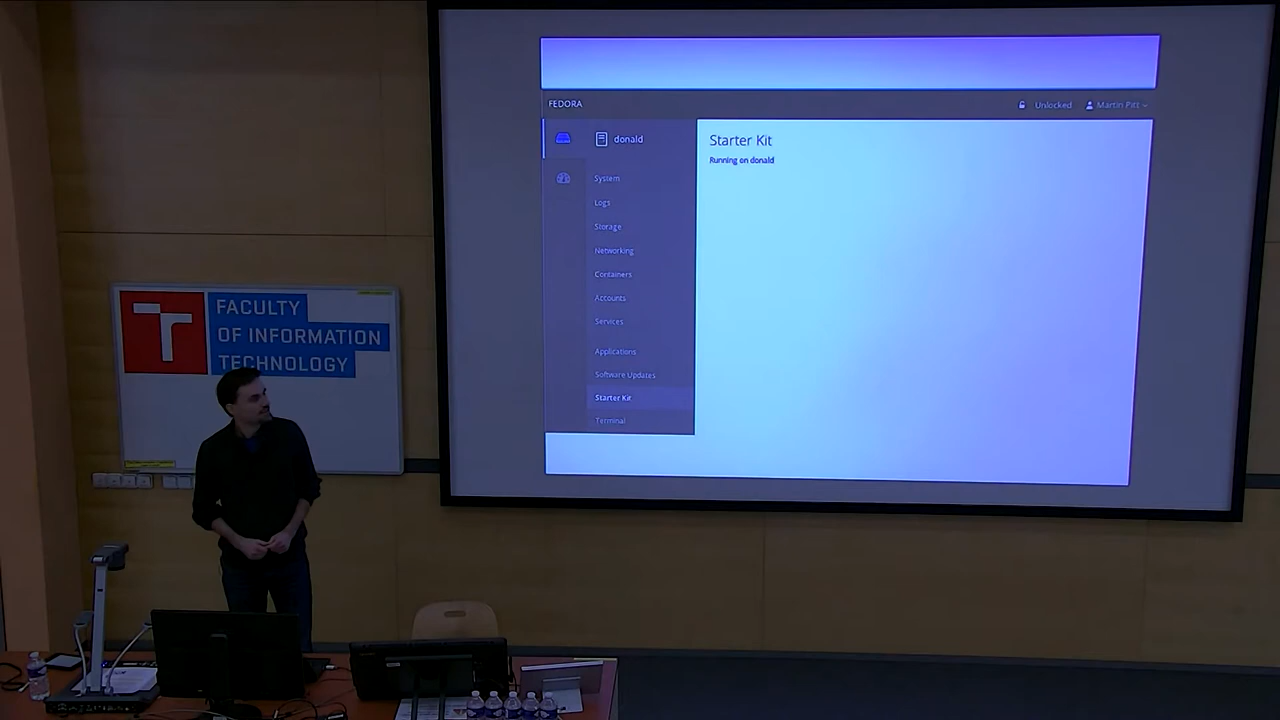 FEDORA
Unlocked
Martin Pitt
donald
Starter Kit
Running on donald
System
Logs
Storage
Networking
Containers
Accounts
Services
Applications
Software Updates
Starter Kit
Terminal
FACULTY
OF INFORMATION
TECHNOLOGY